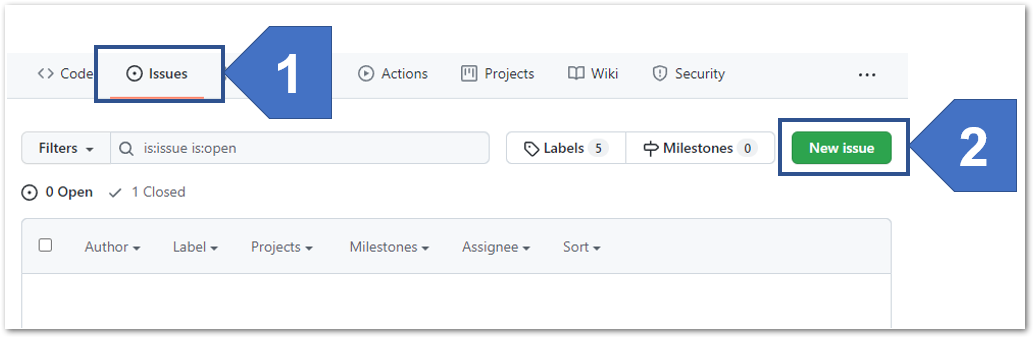 Code Issues 1 Actions Projects Wiki Security ...
Filters is:issue is:open Labels 5 Milestones 0 New issue 2
0 Open 1 Closed
Author Label Projects Milestones Assignee Sort